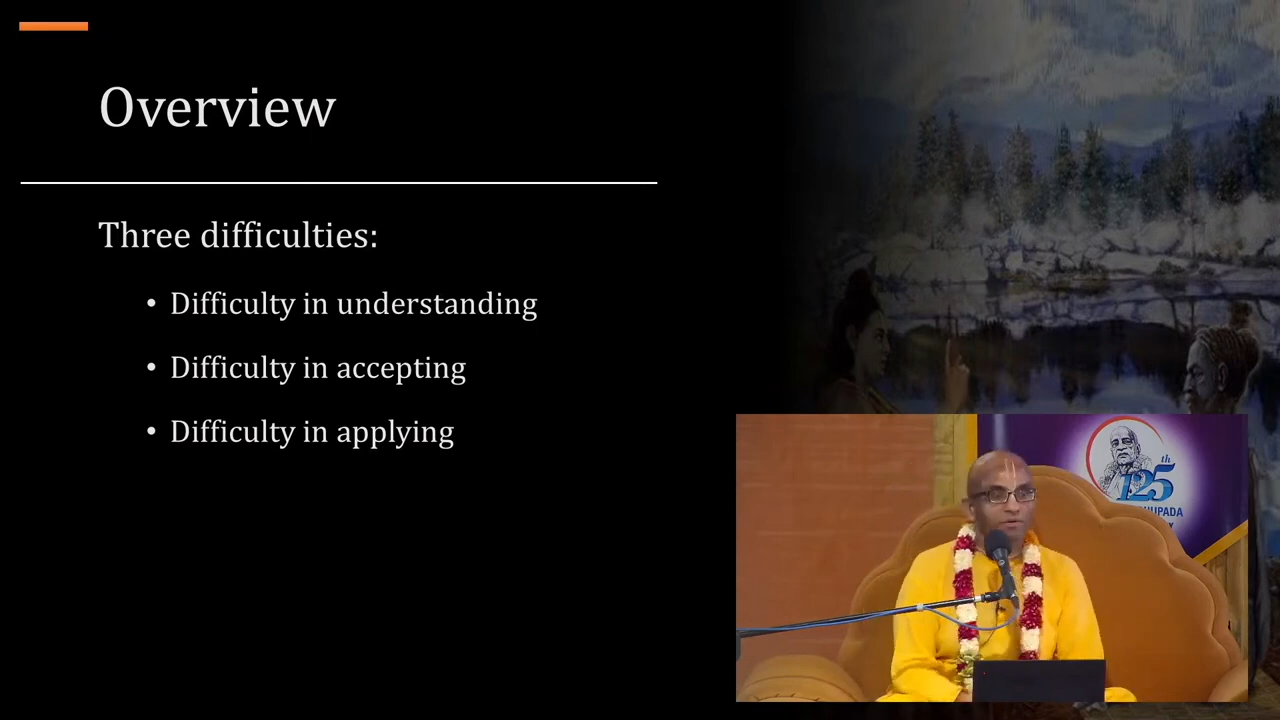 Overview
Three difficulties:
• Difficulty in understanding
• Difficulty in accepting
• Difficulty in applying
125th